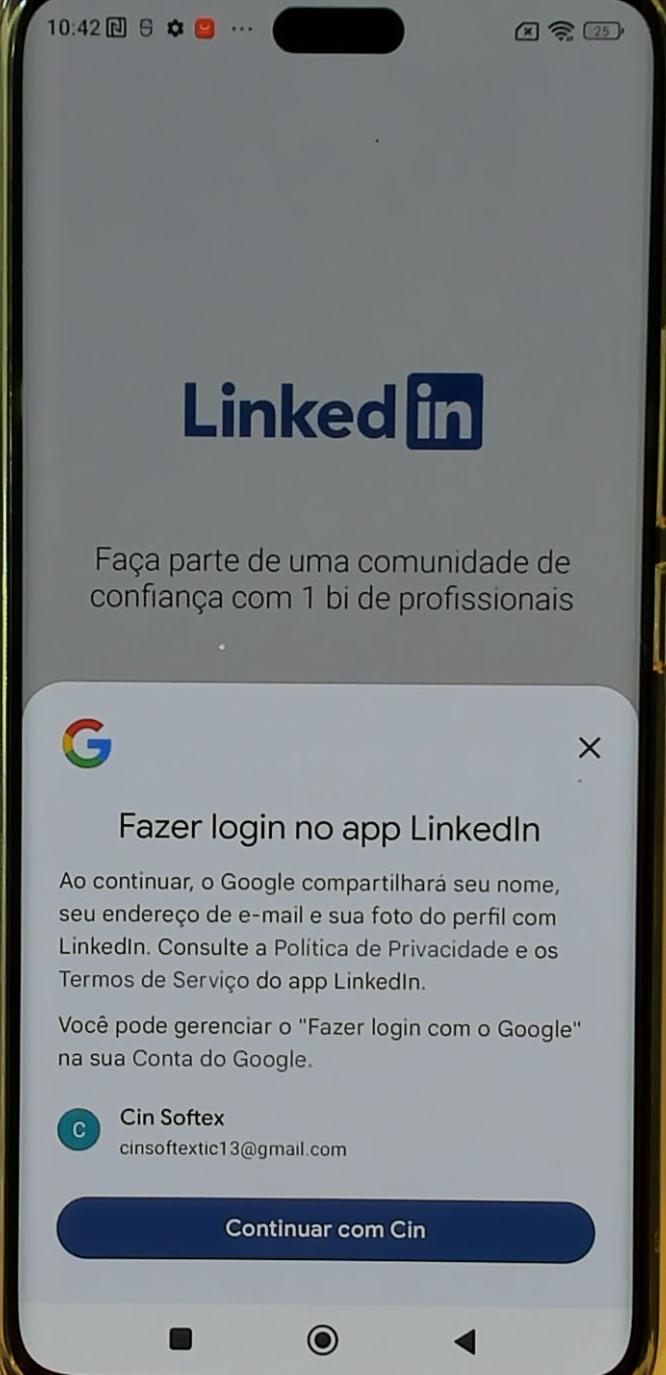 10:42
25
Linked in
Faça parte de uma comunidade de
confiança com 1 bi de profissionais
G
Fazer login no app LinkedIn
Ao continuar, o Google compartilhará seu nome,
seu endereço de e-mail e sua foto do perfil com
LinkedIn. Consulte a Política de Privacidade e os
Termos de Serviço do app LinkedIn.
Você pode gerenciar o "Fazer login com o Google"
na sua Conta do Google.
C
Cin Softex
cinsoftextic13@gmail.com
Continuar com Cin